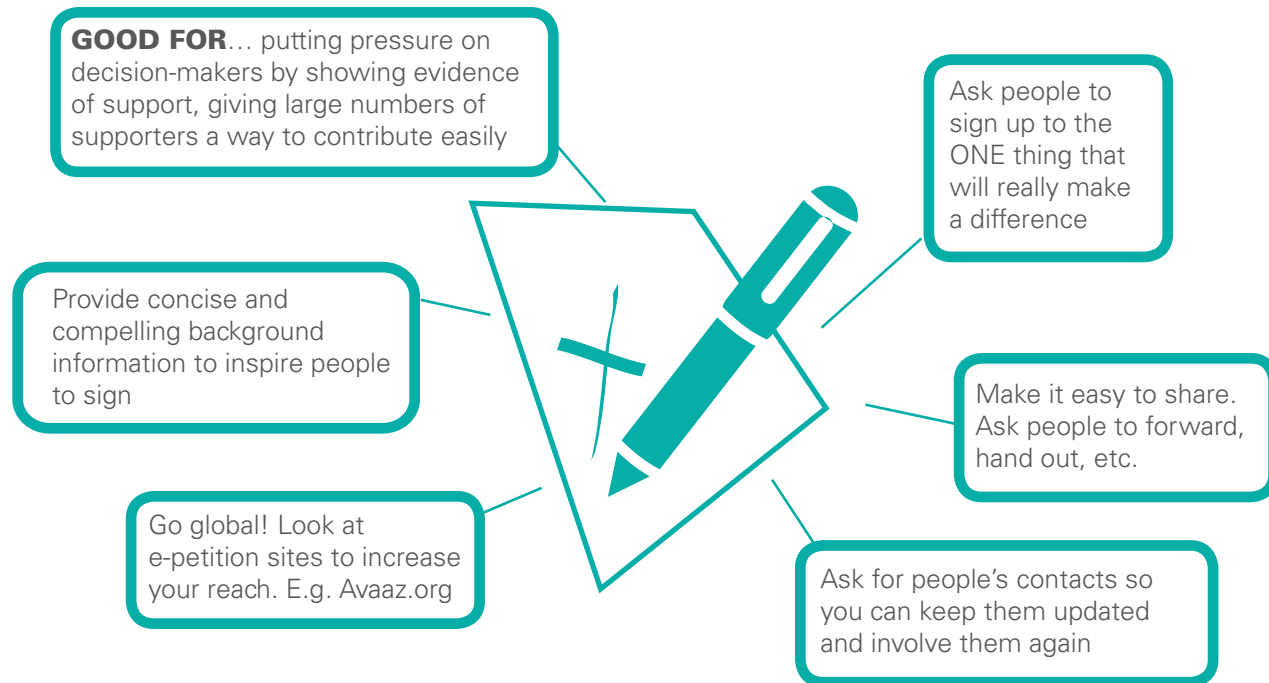 GOOD FOR… putting pressure on
decision-makers by showing evidence
of support, giving large numbers of
supporters a way to contribute easily
Ask people to
sign up to the
ONE thing that
will really make
a difference
Provide concise and
compelling background
information to inspire people
to sign
Make it easy to share.
Ask people to forward,
hand out, etc.
Go global! Look at
e-petition sites to increase
your reach. E.g. Avaaz.org
Ask for people’s contacts so
you can keep them updated
and involve them again